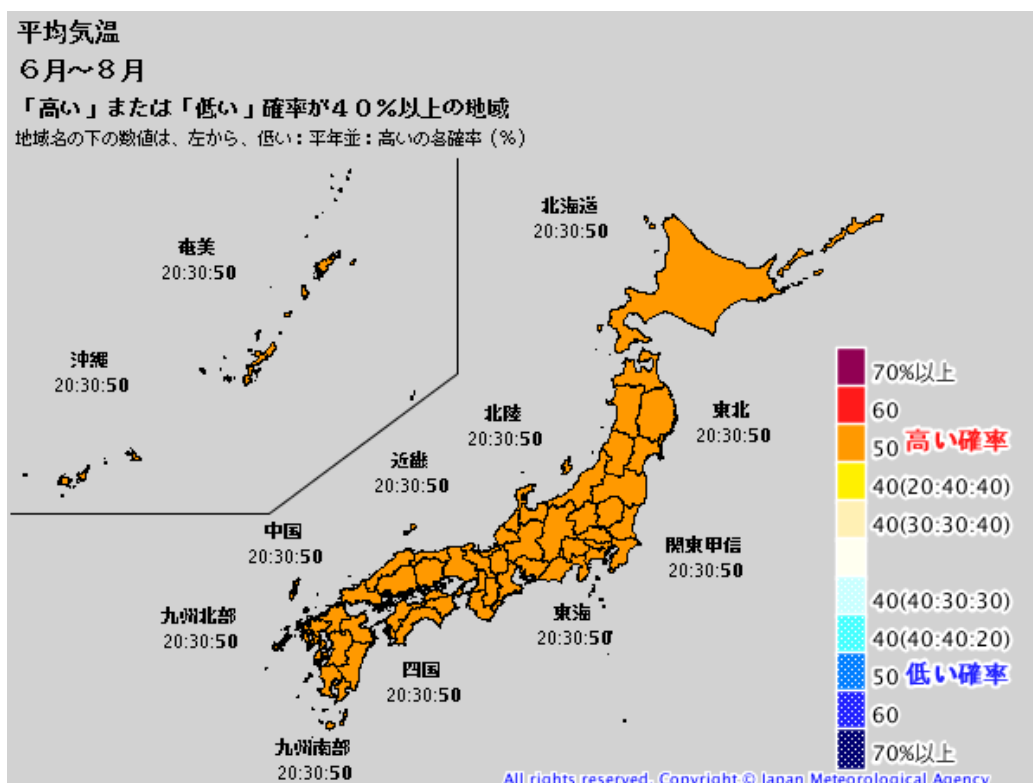 平均気温
６月～８月
「高い」または「低い」確率が４０％以上の地域
地域名の下の数値は、左から、低い：平年並：高いの各確率（％）
北海道
20:30:50
奄美
20:30:50
沖縄
20:30:50
東北
20:30:50
北陸
20:30:50
近畿
20:30:50
中国
20:30:50
関東甲信
20:30:50
九州北部
20:30:50
東海
20:30:50
四国
20:30:50
九州南部
20:30:50
70%以上
60
50 高い確率
40(20:40:40)
40(30:30:40)
40(40:30:30)
40(40:40:20)
50 低い確率
60
70%以上
All rights reserved. Copyright © Japan Meteorological Agency